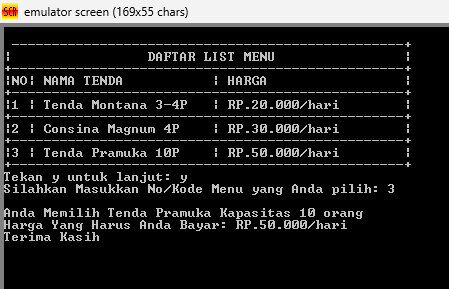 SCR emulator screen (169x55 chars)
DAFTAR LIST MENU
|NO| NAMA TENDA | HARGA |
|1 | Tenda Montana 3-4P | RP.20.000/hari |
|2 | Consina Magnum 4P | RP.30.000/hari |
|3 | Tenda Pramuka 10P | RP.50.000/hari |
Tekan y untuk lanjut: y
Silahkan Masukkan No/Kode Menu yang Anda pilih: 3
Anda Memilih Tenda Pramuka Kapasitas 10 orang
Harga Yang Harus Anda Bayar: RP.50.000/hari
Terima Kasih